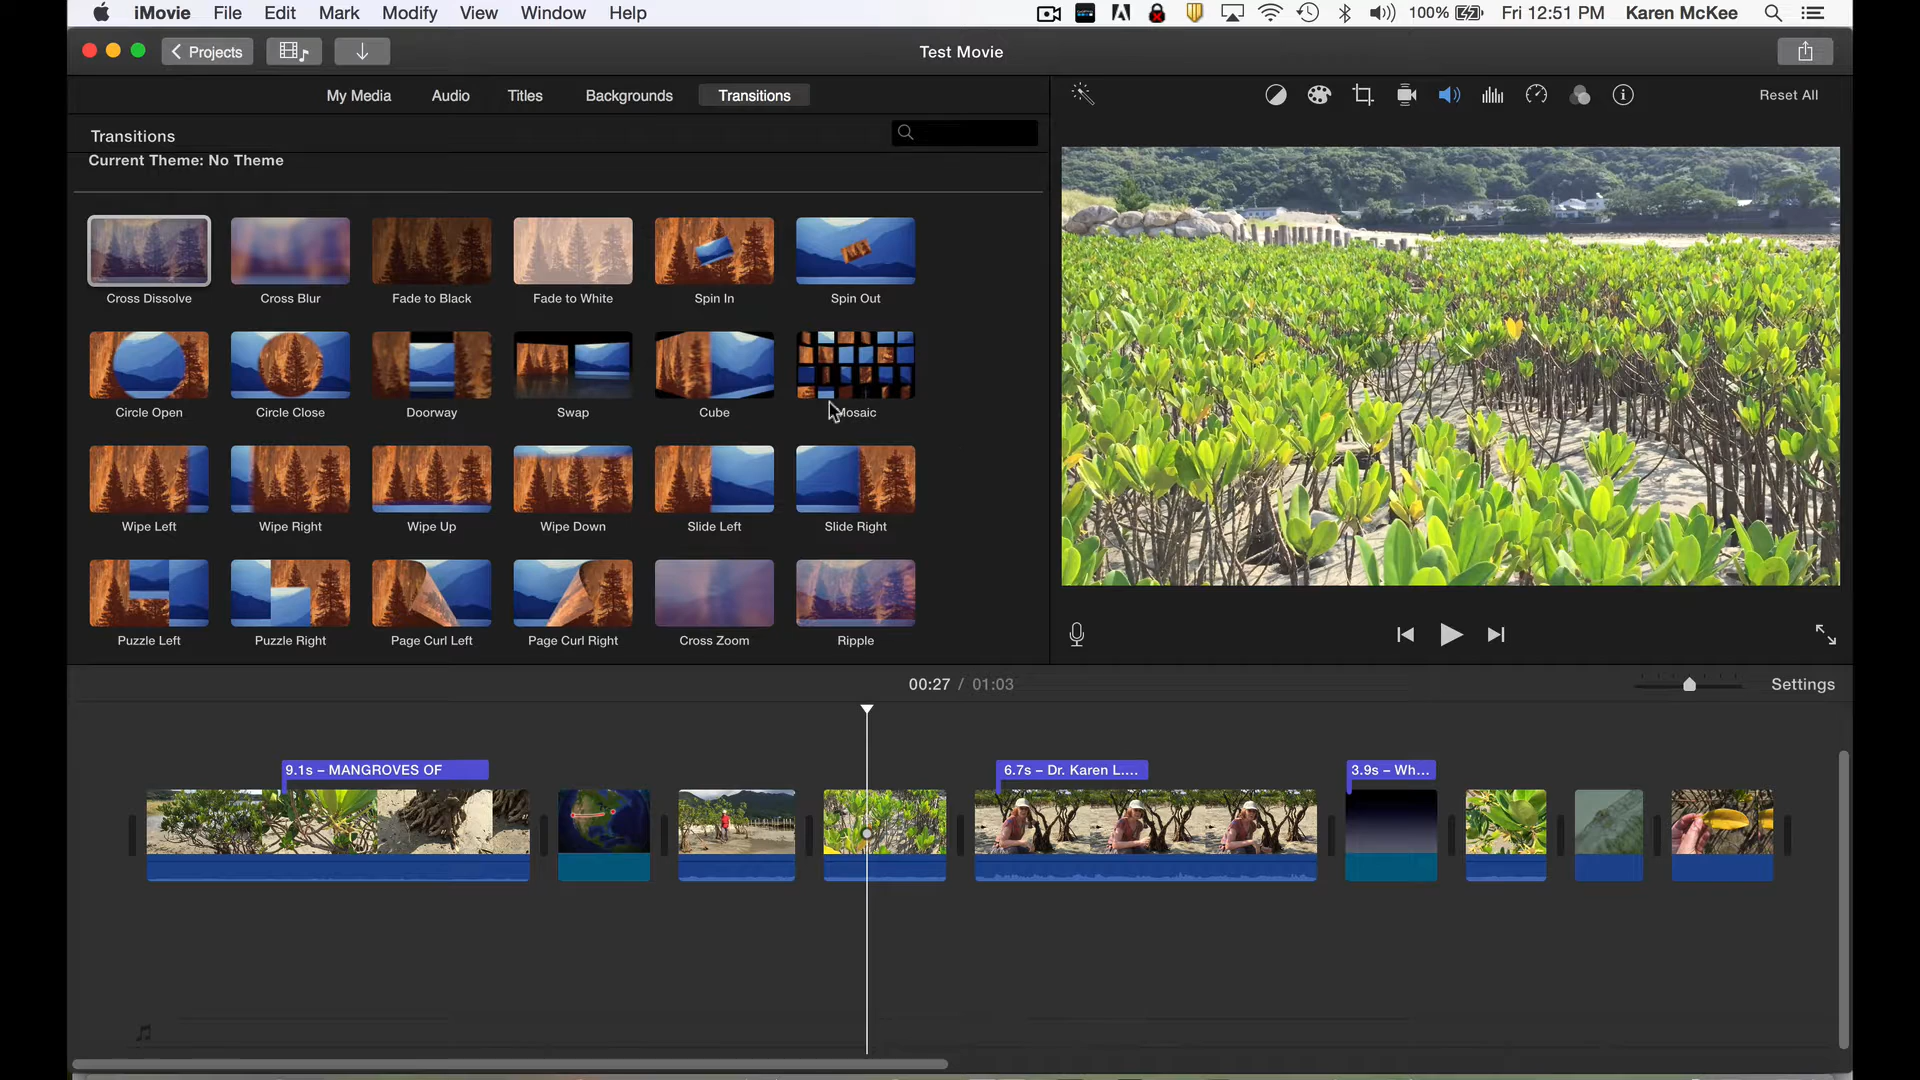 iMovie File Edit Mark Modify View Window Help 100% Fri 12:51 PM Karen McKee
Projects Test Movie
My Media Audio Titles Backgrounds Transitions Reset All
Transitions
Current Theme: No Theme
Cross Dissolve Cross Blur Fade to Black Fade to White Spin In Spin Out
Circle Open Circle Close Doorway Swap Cube Mosaic
Wipe Left Wipe Right Wipe Up Wipe Down Slide Left Slide Right
Puzzle Left Puzzle Right Page Curl Left Page Curl Right Cross Zoom Ripple
00:27 / 01:03 Settings
9.1s – MANGROVES OF 6.7s – Dr. Karen L.... 3.9s – Wh...